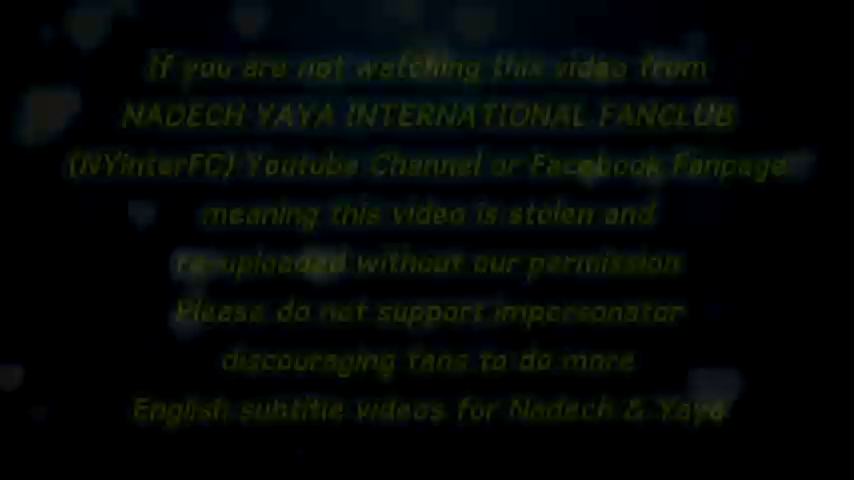 If you are not watching this video from
NADECH YAYA INTERNATIONAL FANCLUB
(NYinterFC) Youtube Channel or Facebook Fanpage
meaning this video is stolen and
re-uploaded without our permission
Please do not support impersonator
discouraging fans to do more
English subtitle videos for Nadech & Yaya